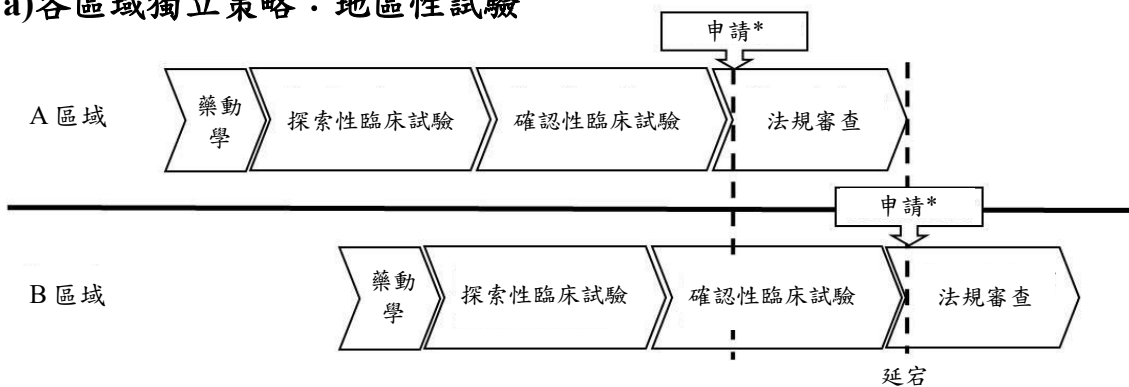 a)各區域獨立策略：地區性試驗
申請*
A 區域
藥動
學
探索性臨床試驗
確認性臨床試驗
法規審查
申請*
B 區域
藥動
學
探索性臨床試驗
確認性臨床試驗
法規審查
延宕